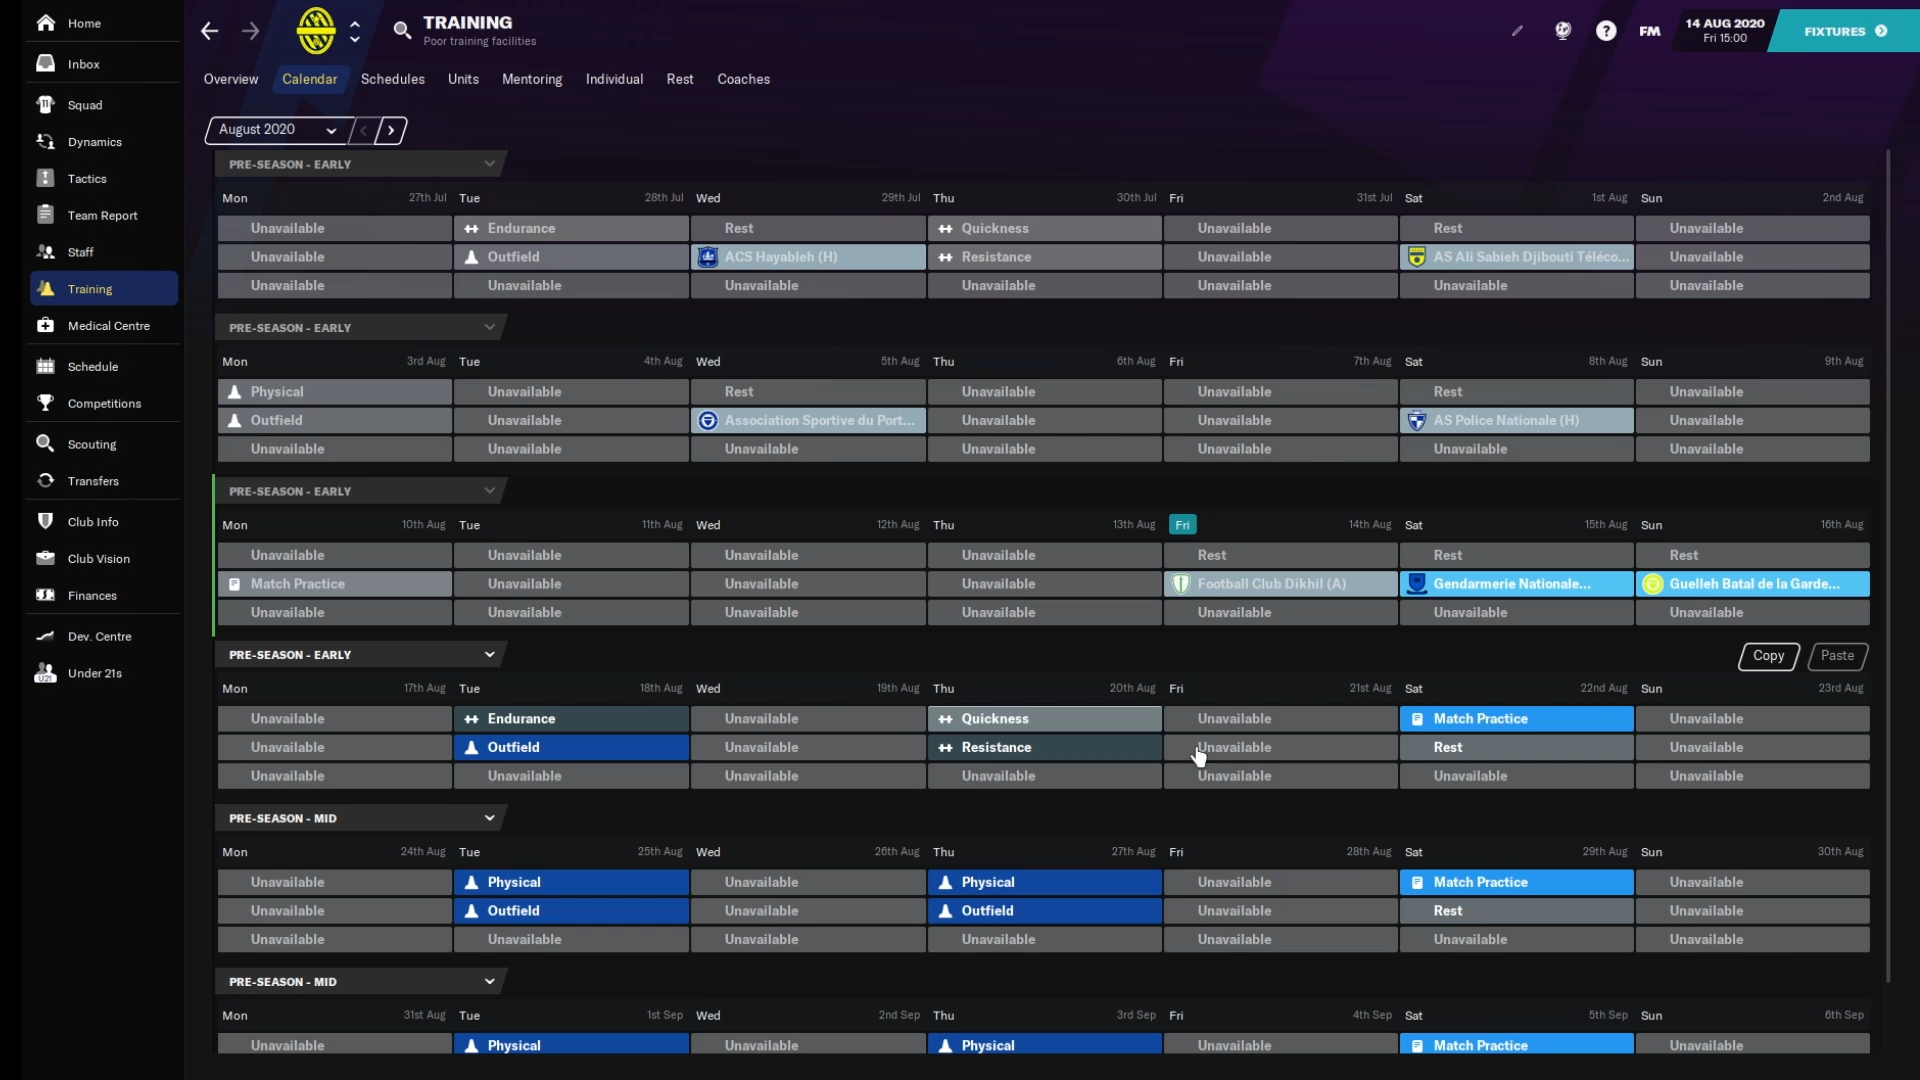 Home
TRAINING
Poor training facilities
FM
14 AUG 2020
Fri 15:00
FIXTURES
Inbox
Overview Calendar Schedules Units Mentoring Individual Rest Coaches
Squad
Dynamics
Tactics
Team Report
Staff
Training
Medical Centre
Schedule
Competitions
Scouting
Transfers
Club Info
Club Vision
Finances
Dev. Centre
Under 21s
August 2020
PRE-SEASON - EARLY
Mon 27th Jul Tue 28th Jul Wed 29th Jul Thu 30th Jul Fri 31st Jul Sat 1st Aug Sun 2nd Aug
Unavailable Endurance Rest Quickness Unavailable Rest Unavailable
Unavailable Outfield ACS Hayableh (H) Resistance Unavailable AS Ali Sabieh Djibouti Téléco... Unavailable
Unavailable Unavailable Unavailable Unavailable Unavailable Unavailable Unavailable
PRE-SEASON - EARLY
Mon 3rd Aug Tue 4th Aug Wed 5th Aug Thu 6th Aug Fri 7th Aug Sat 8th Aug Sun 9th Aug
Physical Unavailable Rest Unavailable Unavailable Rest Unavailable
Outfield Unavailable Association Sportive du Port... Unavailable Unavailable AS Police Nationale (H) Unavailable
Unavailable Unavailable Unavailable Unavailable Unavailable Unavailable Unavailable
PRE-SEASON - EARLY
Mon 10th Aug Tue 11th Aug Wed 12th Aug Thu 13th Aug Fri 14th Aug Sat 15th Aug Sun 16th Aug
Unavailable Unavailable Unavailable Unavailable Rest Rest Rest
Match Practice Unavailable Unavailable Unavailable Football Club Dikhil (A) Gendarmerie Nationale... Guelleh Batal de la Garde...
Unavailable Unavailable Unavailable Unavailable Unavailable Unavailable Unavailable
PRE-SEASON - EARLY Copy Paste
Mon 17th Aug Tue 18th Aug Wed 19th Aug Thu 20th Aug Fri 21st Aug Sat 22nd Aug Sun 23rd Aug
Unavailable Endurance Unavailable Quickness Unavailable Match Practice Unavailable
Unavailable Outfield Unavailable Resistance Unavailable Rest Unavailable
Unavailable Unavailable Unavailable Unavailable Unavailable Unavailable Unavailable
PRE-SEASON - MID
Mon 24th Aug Tue 25th Aug Wed 26th Aug Thu 27th Aug Fri 28th Aug Sat 29th Aug Sun 30th Aug
Unavailable Physical Unavailable Physical Unavailable Match Practice Unavailable
Unavailable Outfield Unavailable Outfield Unavailable Rest Unavailable
Unavailable Unavailable Unavailable Unavailable Unavailable Unavailable Unavailable
PRE-SEASON - MID
Mon 31st Aug Tue 1st Sep Wed 2nd Sep Thu 3rd Sep Fri 4th Sep Sat 5th Sep Sun 6th Sep
Unavailable Physical Unavailable Physical Unavailable Match Practice Unavailable